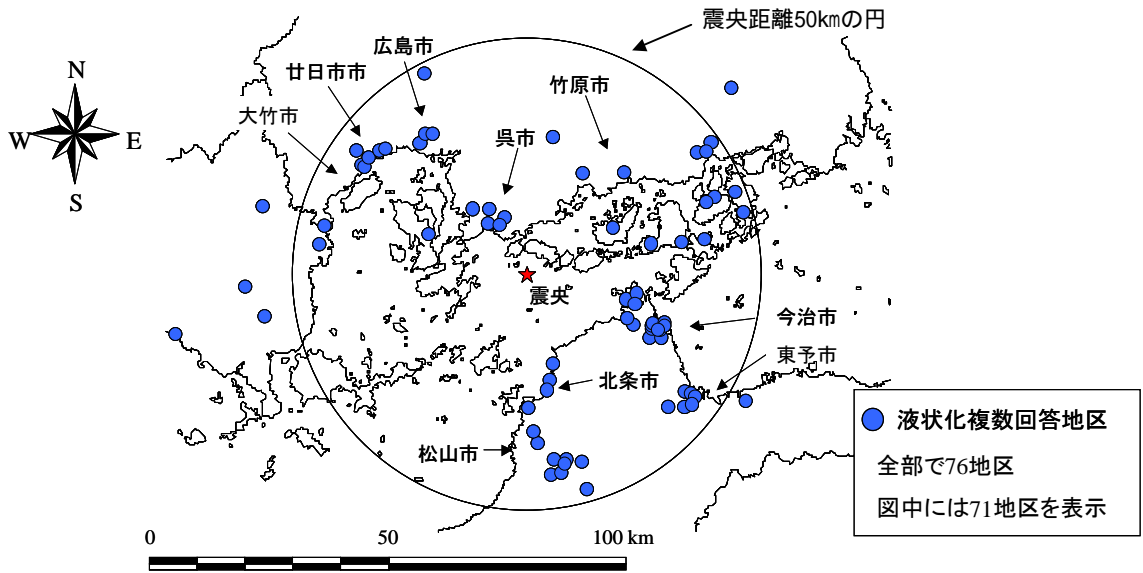 震央距離50㎞の円
広島市
廿日市市
竹原市
大竹市
呉市
N
W
E
S
震央
今治市
東予市
北条市
松山市
液状化複数回答地区
全部で76地区
図中には71地区を表示
0
50
100 km